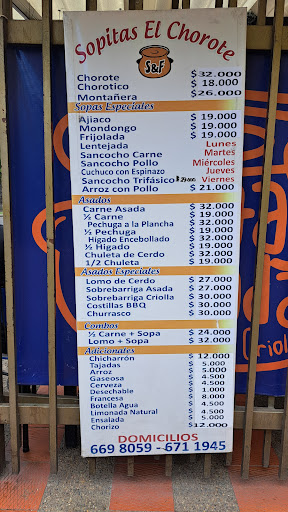 Sopitas El Chorote
S&F
Chorote $32.000
Chorotico $ 18.000
Montañera $26.000
Sopas Especiales
Ajiaco $ 19.000
Mondongo $ 19.000
Frijolada $ 19.000
Lentejada Lunes
Sancocho Carne Martes
Sancocho Pollo Miércoles
Cuchuco con Espinazo Jueves
Sancocho Trifásico $ 29.000 Viernes
Arroz con Pollo $ 21.000
Asados
Carne Asada $ 32.000
½ Carne $ 19.000
Pechuga a la Plancha $ 32.000
½ Pechuga $ 19.000
Higado Encebollado $ 32.000
½ Higado $ 19.000
Chuleta de Cerdo $ 32.000
1/2 Chuleta $ 19.000
Asados Especiales
Lomo de Cerdo $ 27.000
Sobrebarriga Asada $ 27.000
Sobrebarriga Criolla $ 30.000
Costillas BBQ $ 30.000
Churrasco $ 30.000
Combos
½ Carne + Sopa $ 24.000
Lomo + Sopa $ 32.000
Adicionales
Chicharrón $ 12.000
Tajadas $ 5.000
Arroz $ 5.000
Gaseosa $ 4.500
Cerveza $ 4.500
Desechable $ 1.000
Francesa $ 8.000
Botella Agua $ 4.500
Limonada Natural $ 4.500
Ensalada $ 5.000
Chorizo $12.000
DOMICILIOS
669 8059 - 671 1945